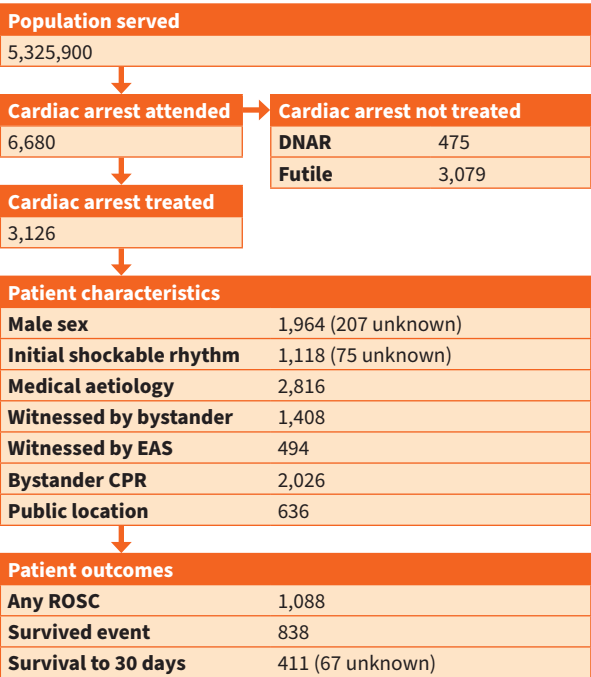 Population served
5,325,900
Cardiac arrest attended
6,680
Cardiac arrest not treated
DNAR 475
Futile 3,079
Cardiac arrest treated
3,126
Patient characteristics
Male sex 1,964 (207 unknown)
Initial shockable rhythm 1,118 (75 unknown)
Medical aetiology 2,816
Witnessed by bystander 1,408
Witnessed by EAS 494
Bystander CPR 2,026
Public location 636
Patient outcomes
Any ROSC 1,088
Survived event 838
Survival to 30 days 411 (67 unknown)